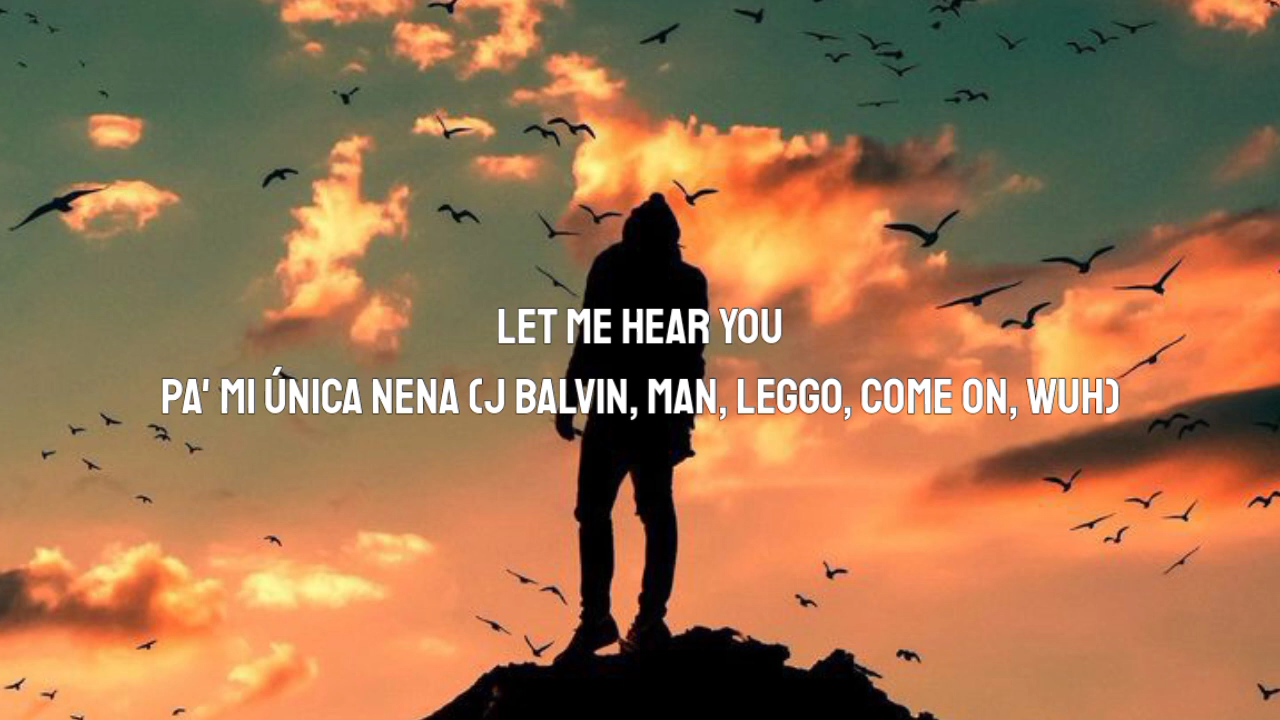 LET ME HEAR YOU
PA' MI ÚNICA NENA (J BALVIN, MAN, LEGGO, COME ON, WUH)